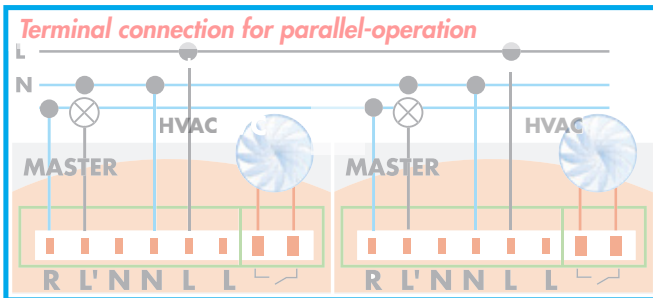 Terminal connection for parallel-operation
L
N
HVAC HVAC
MASTER MASTER
R L' N N L L R L' N N L L